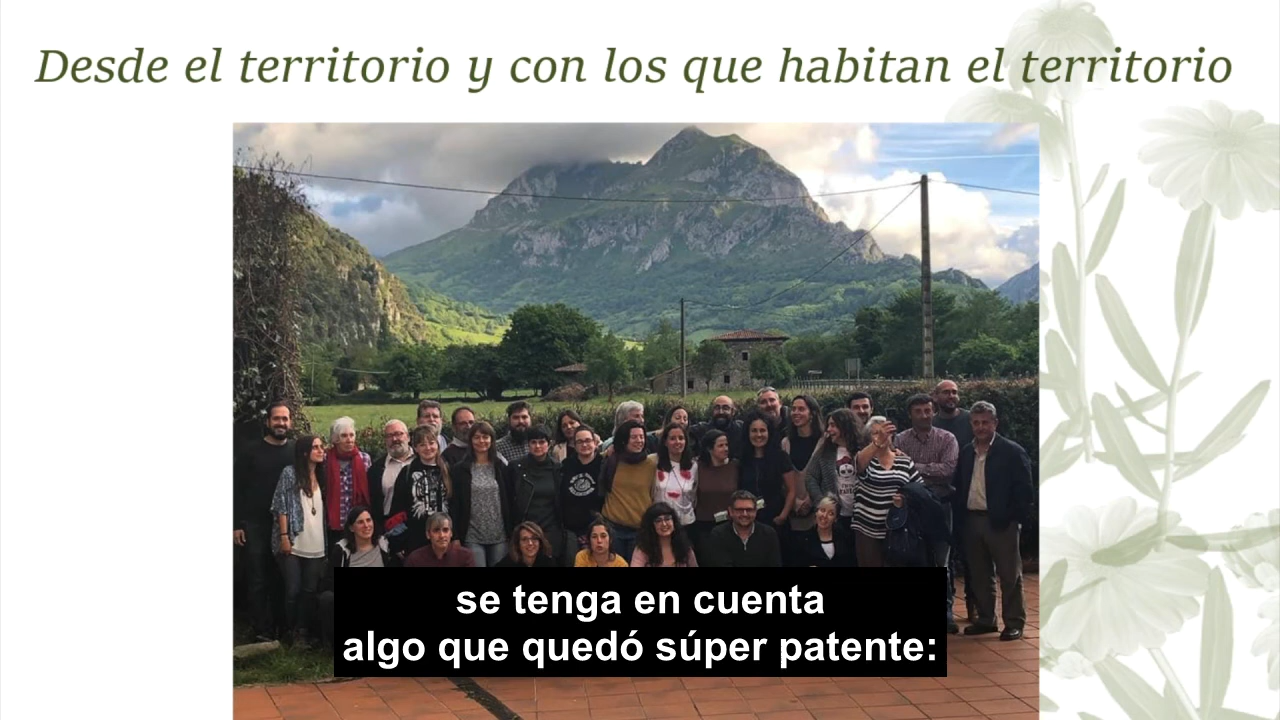 Desde el territorio y con los que habitan el territorio
se tenga en cuenta
algo que quedó súper patente: